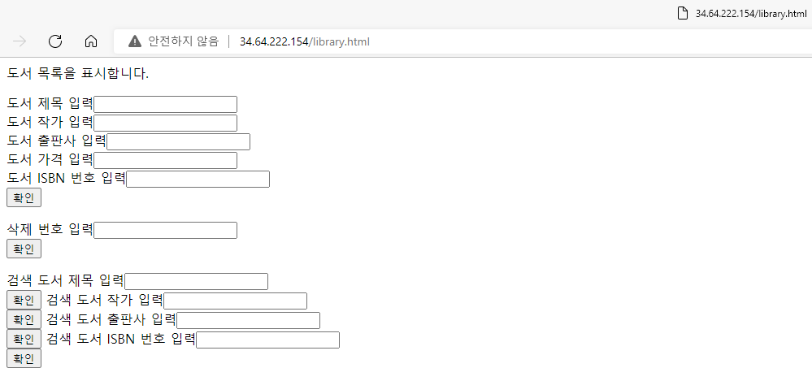 34.64.222.154/library.html
안전하지 않음 | 34.64.222.154/library.html
도서 목록을 표시합니다.
도서 제목 입력
도서 작가 입력
도서 출판사 입력
도서 가격 입력
도서 ISBN 번호 입력
확인
삭제 번호 입력
확인
검색 도서 제목 입력
확인 검색 도서 작가 입력
확인 검색 도서 출판사 입력
확인 검색 도서 ISBN 번호 입력
확인